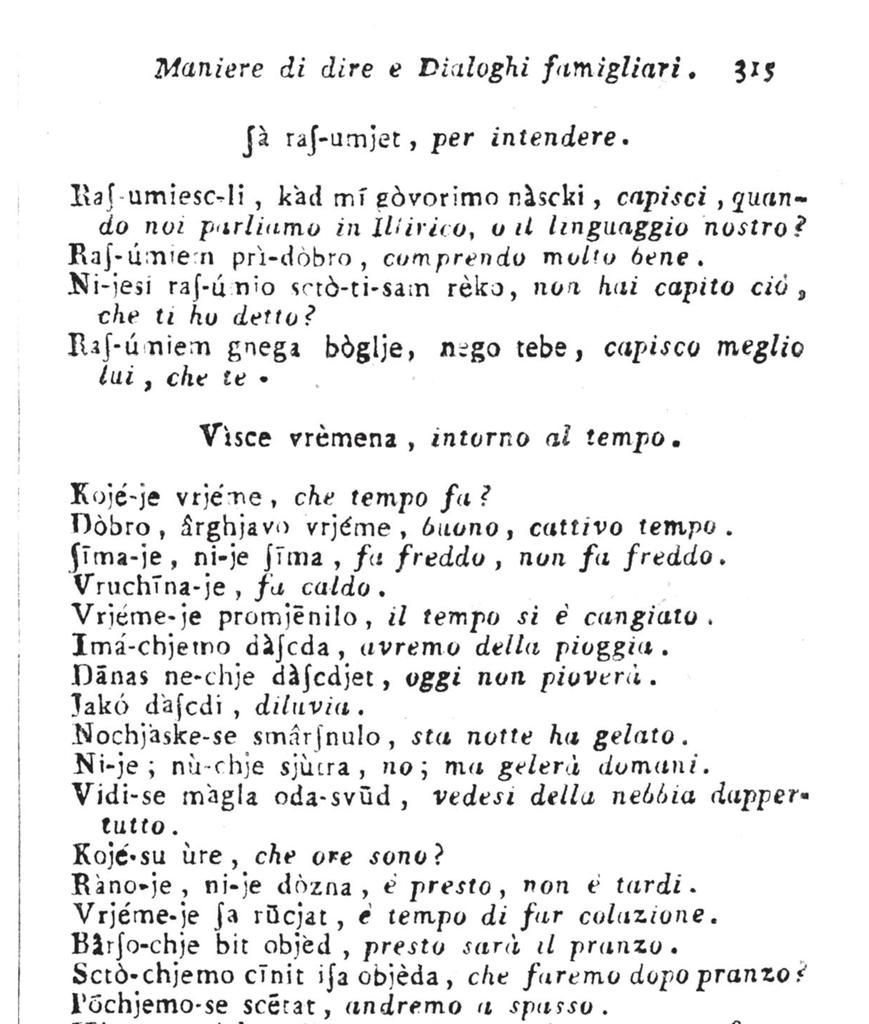 Maniere di dire e Dialoghi famigliari. 315
ſà raſ-umjet, per intendere.
Raſ-umiesc-li, kàd mí gòvorimo nàscki, capisci, quan-
do noi parliamo in Illirico, o il linguaggio nostro?
Raſ-úmiem prì-dòbro, comprendo molto bene.
Ni-jesi raſ-úmio sctò-ti-sam rèko, non hai capito ciò,
che ti ho detto?
Raſ-úmiem gnega bòglje, nego tebe, capisco meglio
lui, che te.
Vìsce vrèmena, intorno al tempo.
Kojé-je vrjéme, che tempo fa?
Dòbro, ârghjavo vrjéme, buono, cattivo tempo.
ſīma-je, ni-je ſīma, fa freddo, non fa freddo.
Vruchīna-je, fa caldo.
Vrjéme-je promjēnilo, il tempo si è cangiato.
Imá-chjemo dàſcda, avremo della pioggia.
Dānas ne-chje dàſcdjet, oggi non pioverà.
Jakó dàſcdi, diluvia.
Nochjàske-se smârſnulo, sta notte ha gelato.
Ni-je; nù-chje sjùtra, no; ma gelerà domani.
Vidi-se màgla oda-svūd, vedesi della nebbia dapper-
tutto.
Kojé-su ùre, che ore sono?
Ràno-je, ni-je dòzna, è presto, non è tardi.
Vrjéme-je ſa rūcjat, è tempo di far colazione.
Bârſo-chje bit objèd, presto sarà il pranzo.
Sctò-chjemo cīnit iſa objèda, che faremo dopo pranzo?
Pōchjemo-se scētat, andremo a spasso.